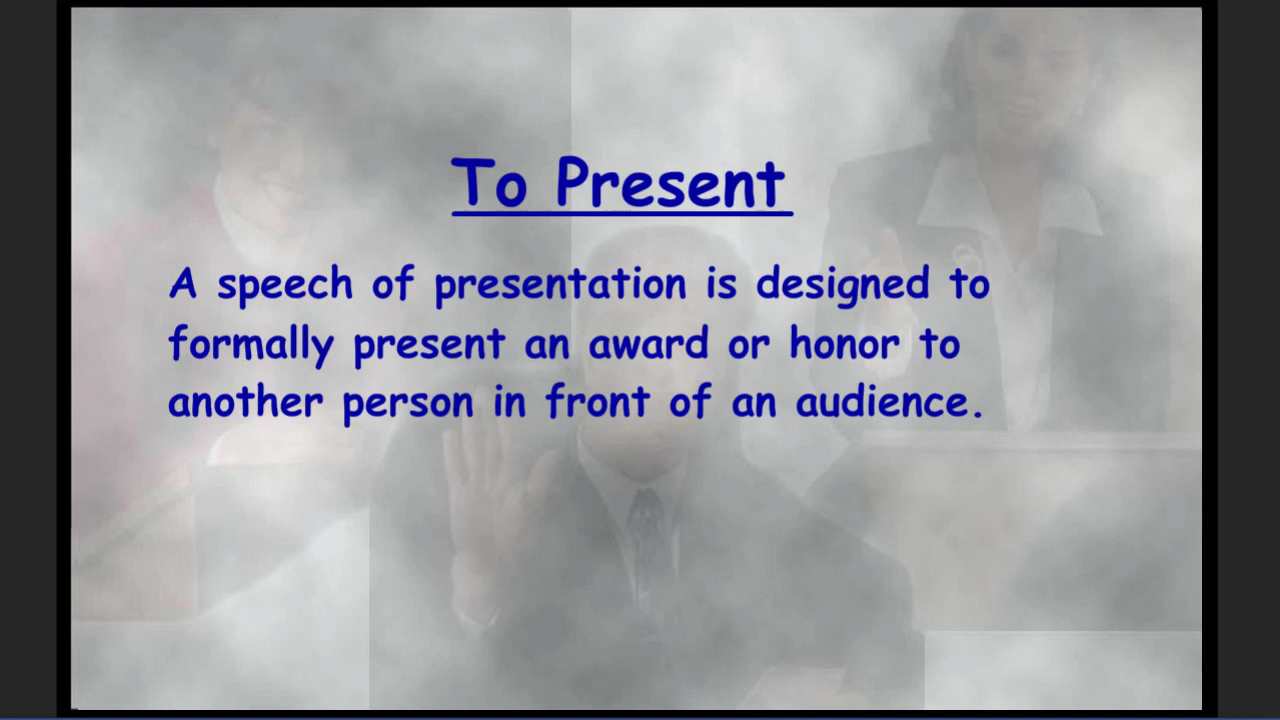 To Present
A speech of presentation is designed to
formally present an award or honor to
another person in front of an audience.